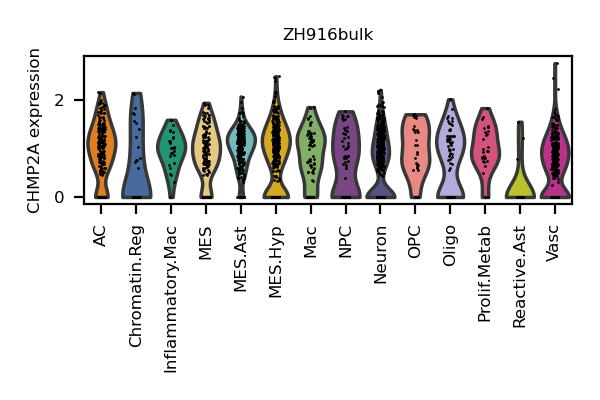 ZH916bulk
CHMP2A expression
2
0
AC
Chromatin.Reg
Inflammatory.Mac
MES
MES.Ast
MES.Hyp
Mac
NPC
Neuron
OPC
Oligo
Prolif.Metab
Reactive.Ast
Vasc